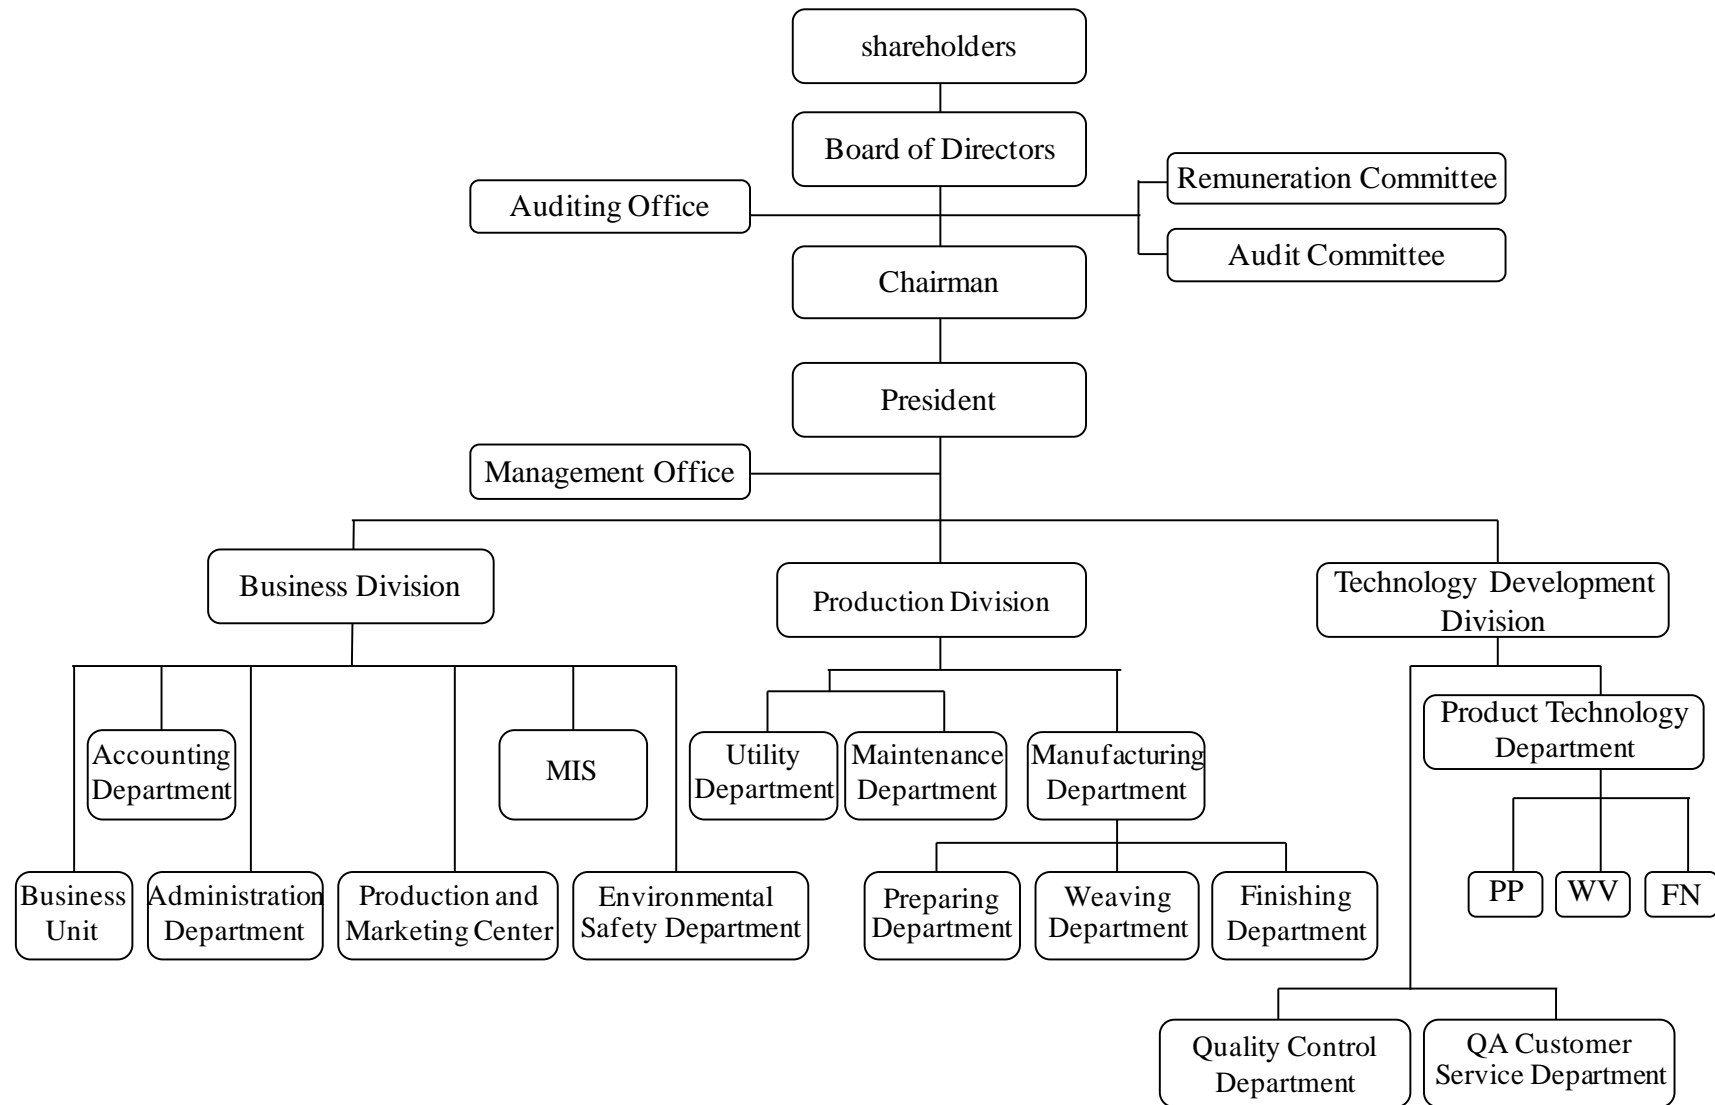 shareholders
Board of Directors
Remuneration Committee
Auditing Office
Audit Committee
Chairman
President
Management Office
Business Division
Production Division
Technology Development
Division
Accounting
Department
MIS
Utility
Department
Maintenance
Department
Manufacturing
Department
Product Technology
Department
Business
Unit
Administration
Department
Production and
Marketing Center
Environmental
Safety Department
Preparing
Department
Weaving
Department
Finishing
Department
PP
WV
FN
Quality Control
Department
QA Customer
Service Department